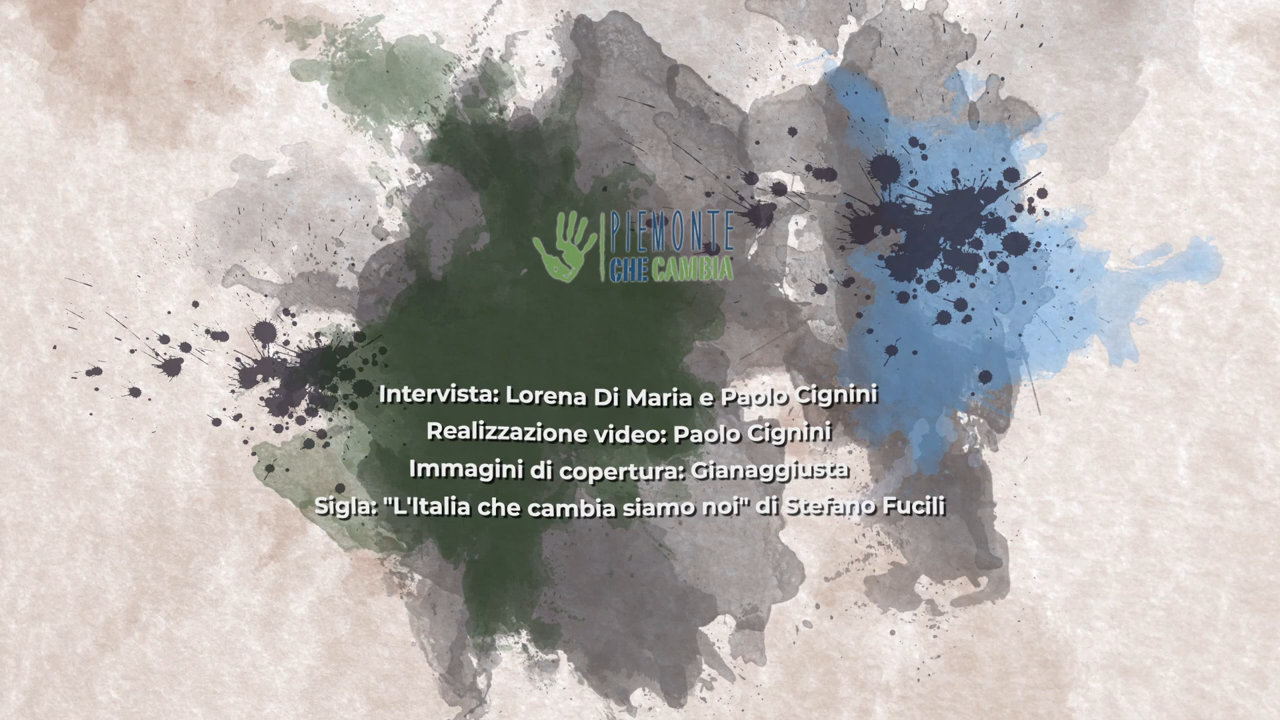 PIEMONTE
CHE CAMBIA
Intervista: Lorena Di Maria e Paolo Cignini
Realizzazione video: Paolo Cignini
Immagini di copertura: Gianaggiusta
Sigla: "L'Italia che cambia siamo noi" di Stefano Fucili